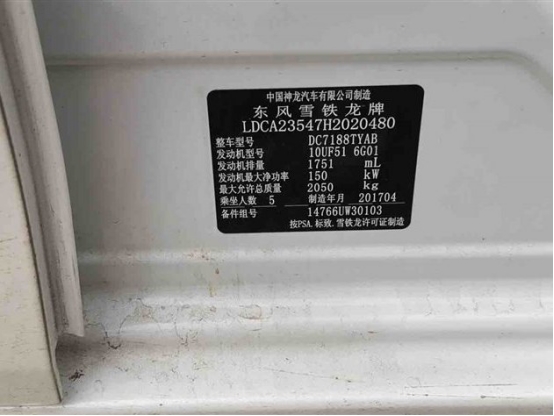 中国神龙汽车有限公司制造
东风雪铁龙牌
LDCA23547H2020480
整车型号 DC7188TYAB
发动机型号 10UF51 6G01
发动机排量 1751 mL
发动机最大净功率 150 kW
最大允许总质量 2050 kg
乘坐人数 5 制造年月 201704
备件组号 14766UW30103
按PSA.标致.雪铁龙许可证制造